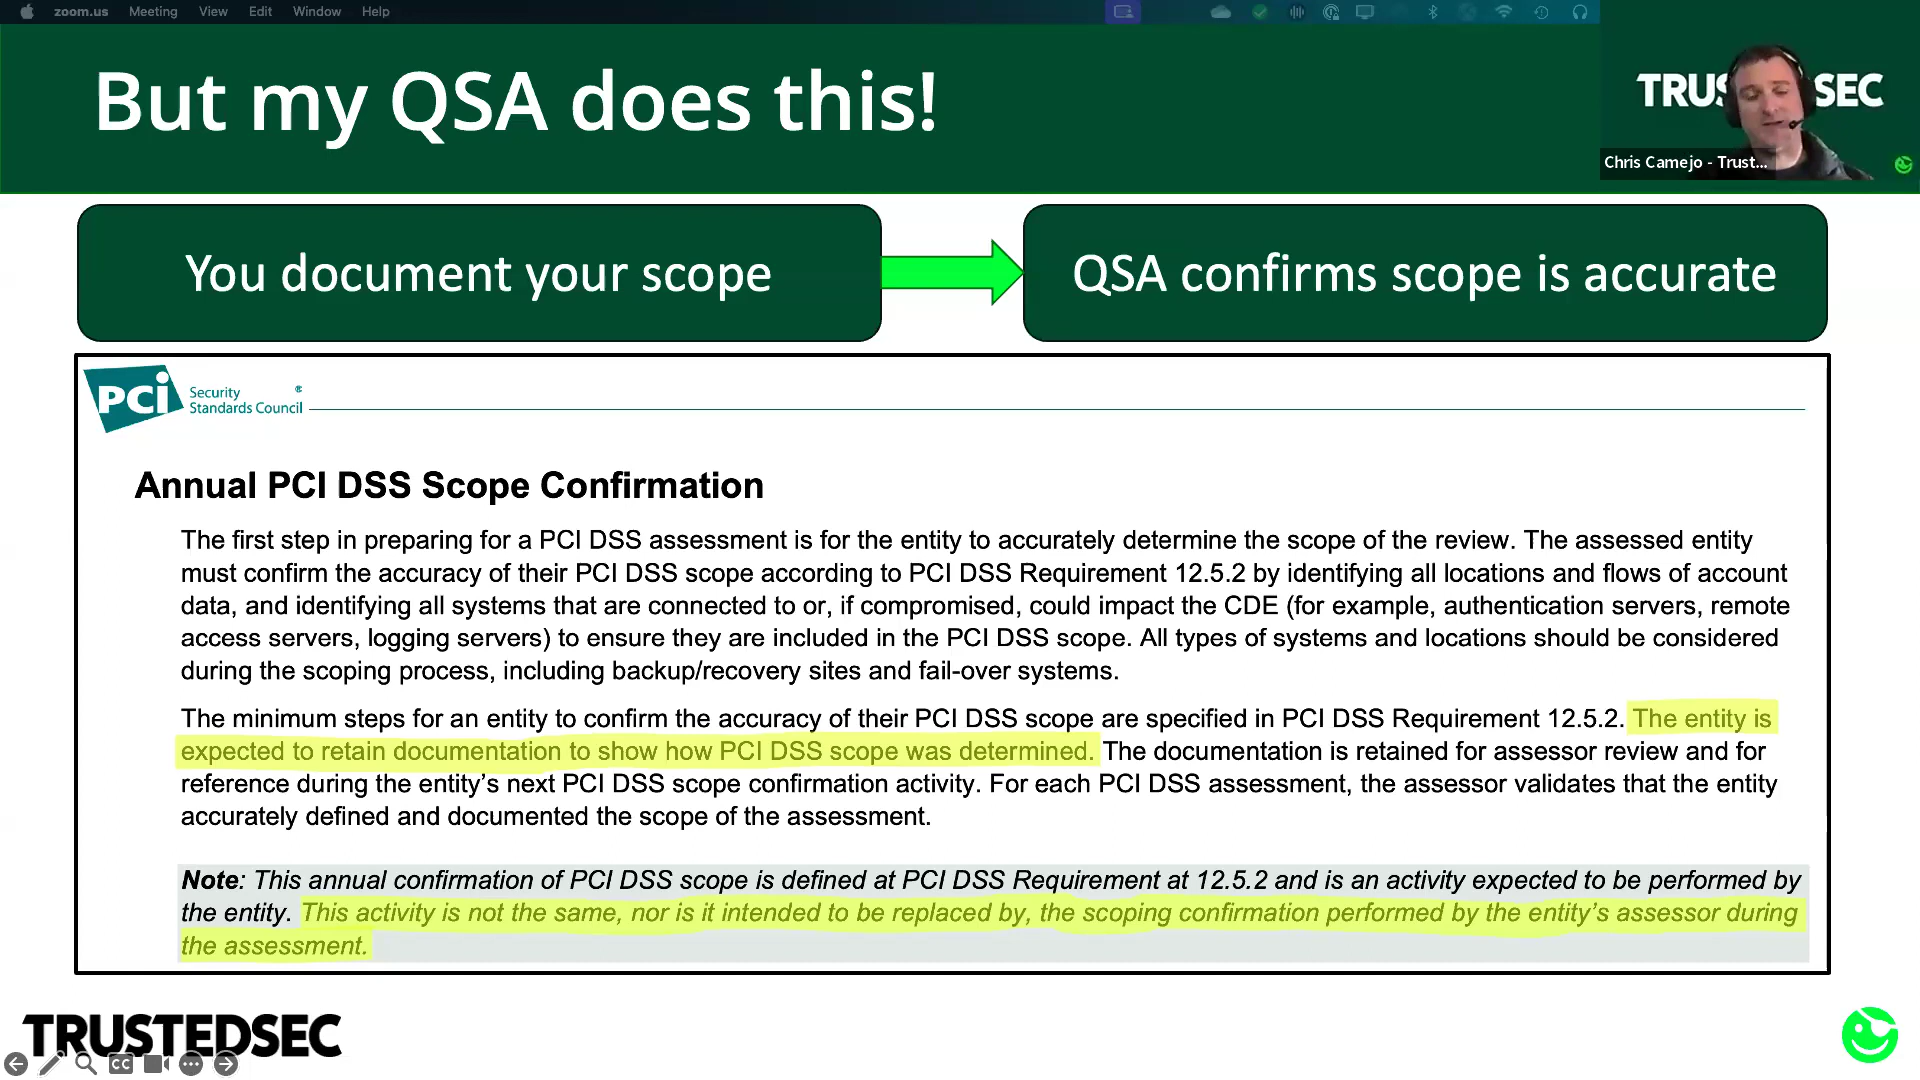 zoom.us Meeting View Edit Window Help
But my QSA does this!
TRUS SEC
Chris Camejo - Trust...
You document your scope
QSA confirms scope is accurate
PCi Security
Standards Council ®
Annual PCI DSS Scope Confirmation
The first step in preparing for a PCI DSS assessment is for the entity to accurately determine the scope of the review. The assessed entity
must confirm the accuracy of their PCI DSS scope according to PCI DSS Requirement 12.5.2 by identifying all locations and flows of account
data, and identifying all systems that are connected to or, if compromised, could impact the CDE (for example, authentication servers, remote
access servers, logging servers) to ensure they are included in the PCI DSS scope. All types of systems and locations should be considered
during the scoping process, including backup/recovery sites and fail-over systems.
The minimum steps for an entity to confirm the accuracy of their PCI DSS scope are specified in PCI DSS Requirement 12.5.2. The entity is
expected to retain documentation to show how PCI DSS scope was determined. The documentation is retained for assessor review and for
reference during the entity’s next PCI DSS scope confirmation activity. For each PCI DSS assessment, the assessor validates that the entity
accurately defined and documented the scope of the assessment.
Note: This annual confirmation of PCI DSS scope is defined at PCI DSS Requirement at 12.5.2 and is an activity expected to be performed by
the entity. This activity is not the same, nor is it intended to be replaced by, the scoping confirmation performed by the entity’s assessor during
the assessment.
TRUSTEDSEC
CC